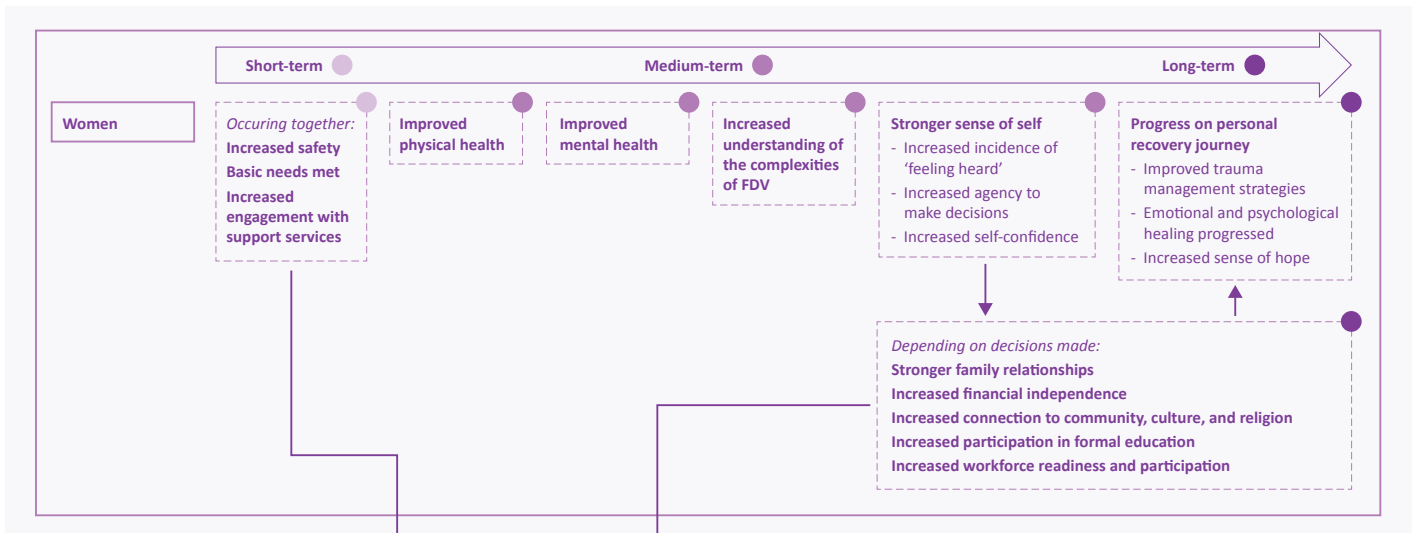 Short-term
Medium-term
Long-term
Women
Occuring together:
Increased safety
Basic needs met
Increased
engagement with
support services
Improved
physical health
Improved
mental health
Increased
understanding of
the complexities
of FDV
Stronger sense of self
- Increased incidence of
‘feeling heard’
- Increased agency to
make decisions
- Increased self-confidence
Progress on personal
recovery journey
- Improved trauma
management strategies
- Emotional and psychological
healing progressed
- Increased sense of hope
Depending on decisions made:
Stronger family relationships
Increased financial independence
Increased connection to community, culture, and religion
Increased participation in formal education
Increased workforce readiness and participation